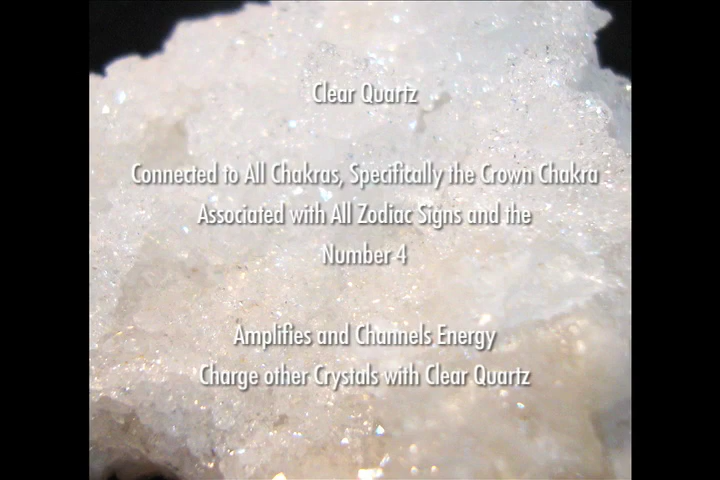 Clear Quartz
Connected to All Chakras, Specifically the Crown Chakra
Associated with All Zodiac Signs and the
Number 4
Amplifies and Channels Energy
Charge other Crystals with Clear Quartz